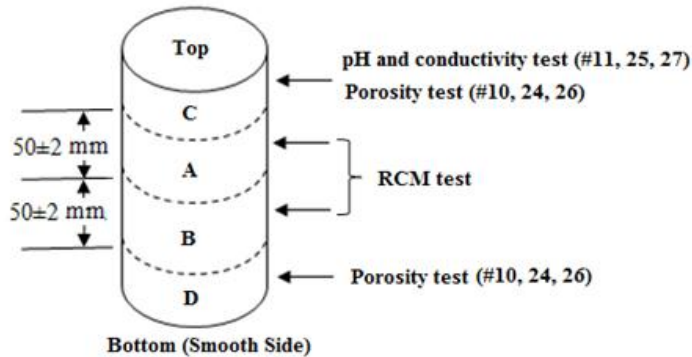 Top
pH and conductivity test (#11, 25, 27)
Porosity test (#10, 24, 26)
C
50±2 mm
A
RCM test
50±2 mm
B
Porosity test (#10, 24, 26)
D
Bottom (Smooth Side)